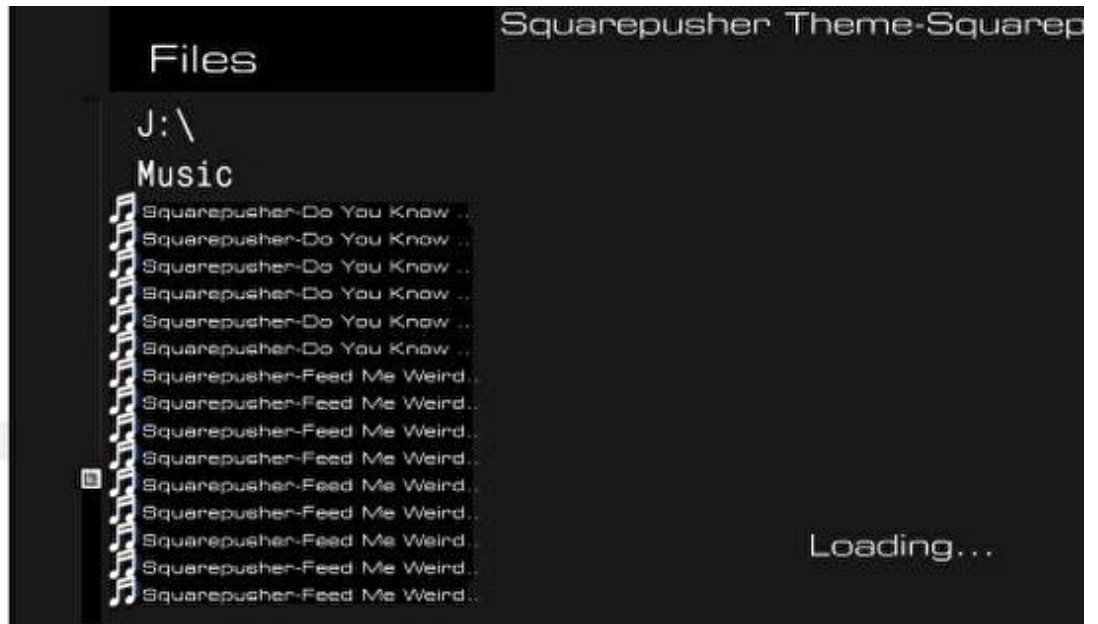 Squarepusher Theme-Squarep
Files
J:\
Music
Squarepusher-Do You Know ..
Squarepusher-Do You Know ..
Squarepusher-Do You Know ..
Squarepusher-Do You Know ..
Squarepusher-Do You Know ..
Squarepusher-Do You Know ..
Squarepusher-Feed Me Weird..
Squarepusher-Feed Me Weird..
Squarepusher-Feed Me Weird..
Squarepusher-Feed Me Weird..
Squarepusher-Feed Me Weird..
Squarepusher-Feed Me Weird..
Squarepusher-Feed Me Weird..
Squarepusher-Feed Me Weird..
Squarepusher-Feed Me Weird..
Loading...